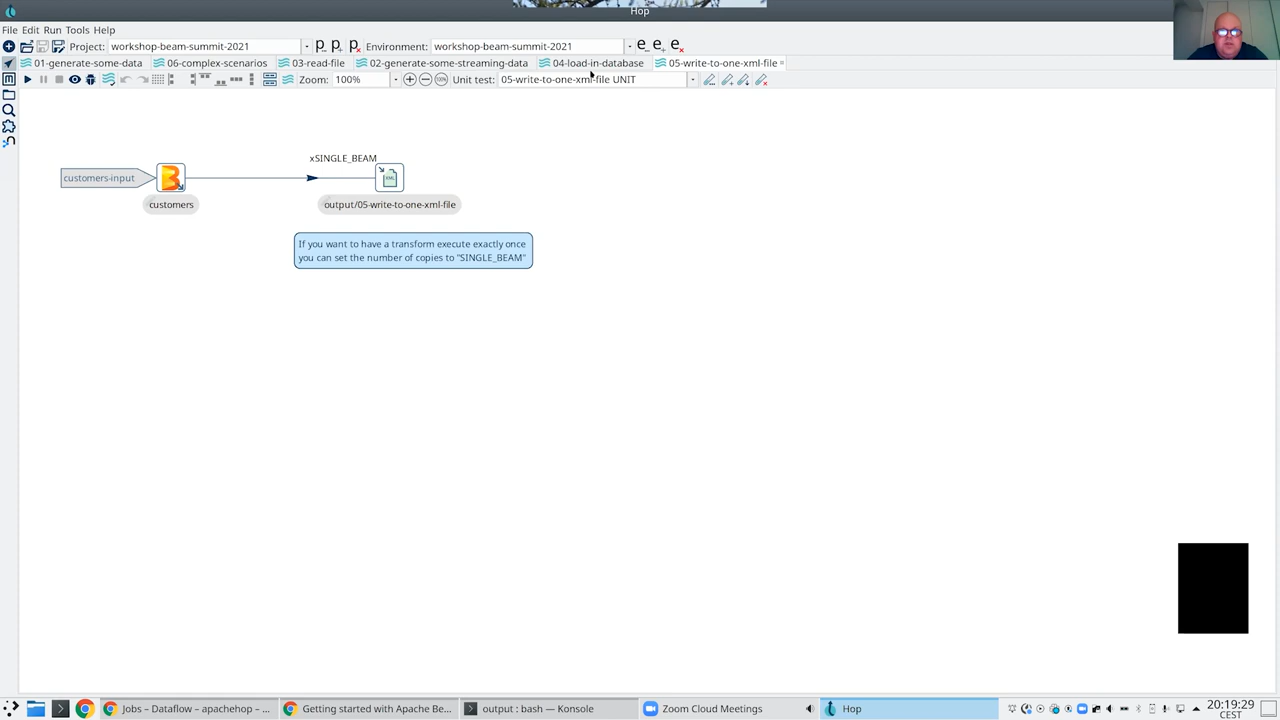 Hop
File Edit Run Tools Help
Project: workshop-beam-summit-2021 Environment: workshop-beam-summit-2021
01-generate-some-data 06-complex-scenarios 03-read-file 02-generate-some-streaming-data 04-load-in-database 05-write-to-one-xml-file
Zoom: 100% Unit test: 05-write-to-one-xml-file UNIT
xSINGLE_BEAM
customers-input
customers
output/05-write-to-one-xml-file
If you want to have a transform execute exactly once
you can set the number of copies to "SINGLE_BEAM"
Jobs – Dataflow – apachehop – ... Getting started with Apache Be... output : bash — Konsole Zoom Cloud Meetings Hop 20:19:29
CEST